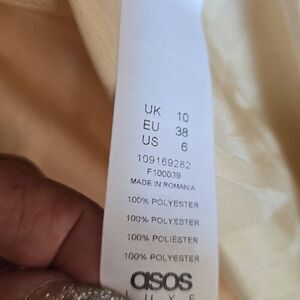 UK 10
EU 38
US 6
109169282
F100039
MADE IN ROMANIA
100% POLYESTER
100% POLYESTER
100% POLIÉSTER
100% POLYESTER
asos
LUXE